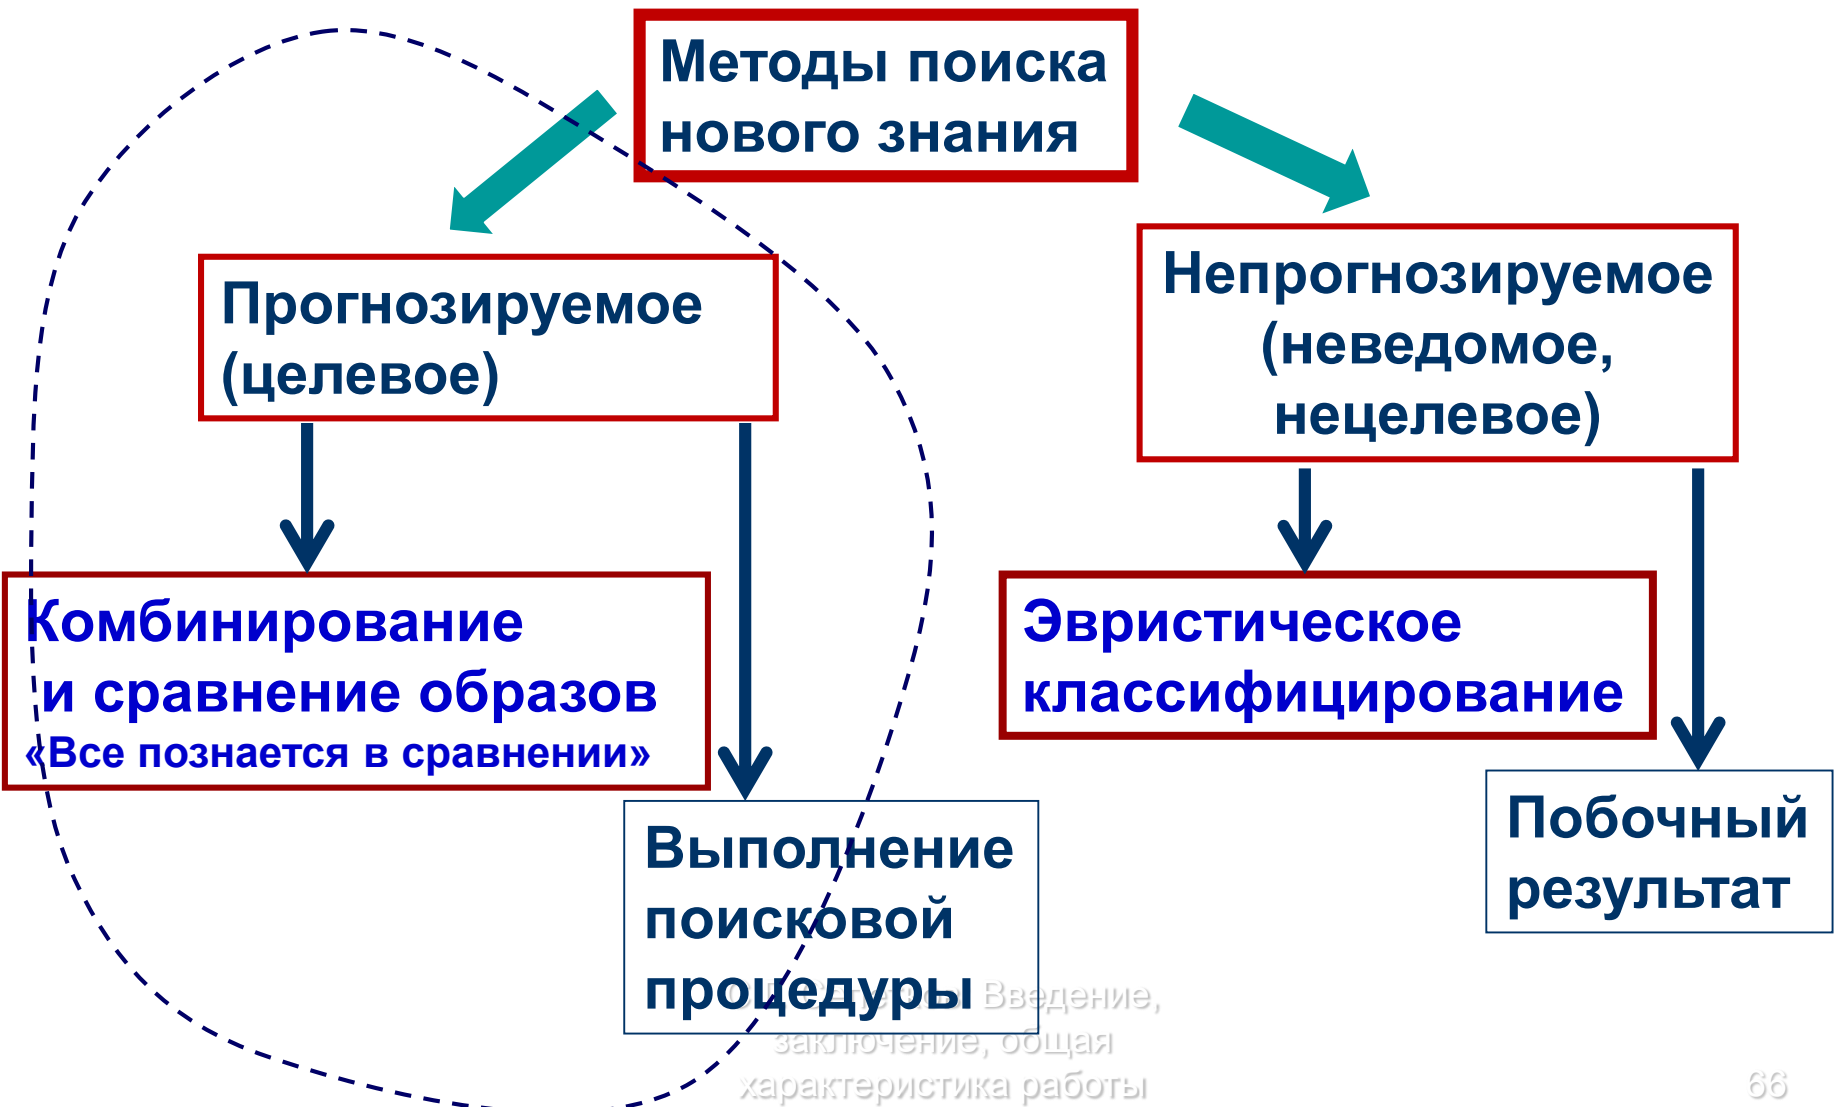 Методы поиска
нового знания
Прогнозируемое
(целевое)
Непрогнозируемое
(неведомое,
нецелевое)
Комбинирование
и сравнение образов
«Все познается в сравнении»
Эвристическое
классифицирование
Выполнение
поисковой
процедуры
Побочный
результат
Введение,
заключение, общая
характеристика работы
66